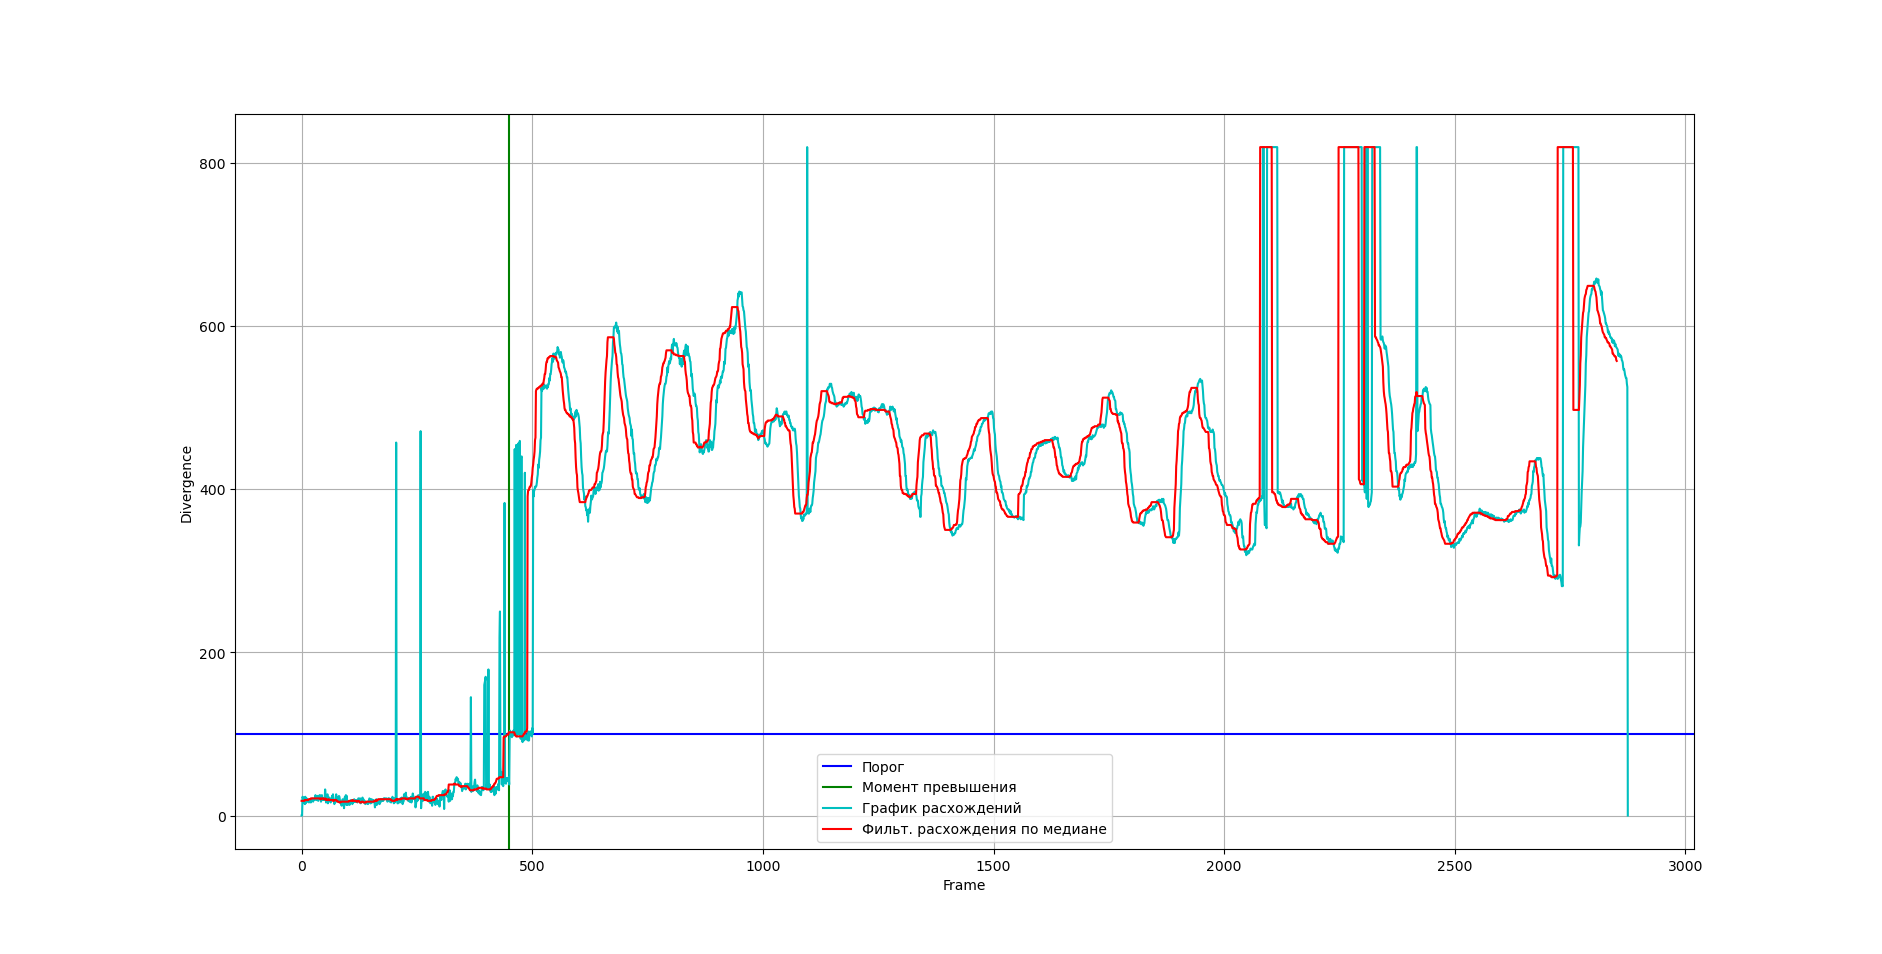 800
600
400
200
0
Divergence
0 500 1000 1500 2000 2500 3000
Frame
Порог
Момент превышения
График расхождений
Фильт. расхождения по медиане